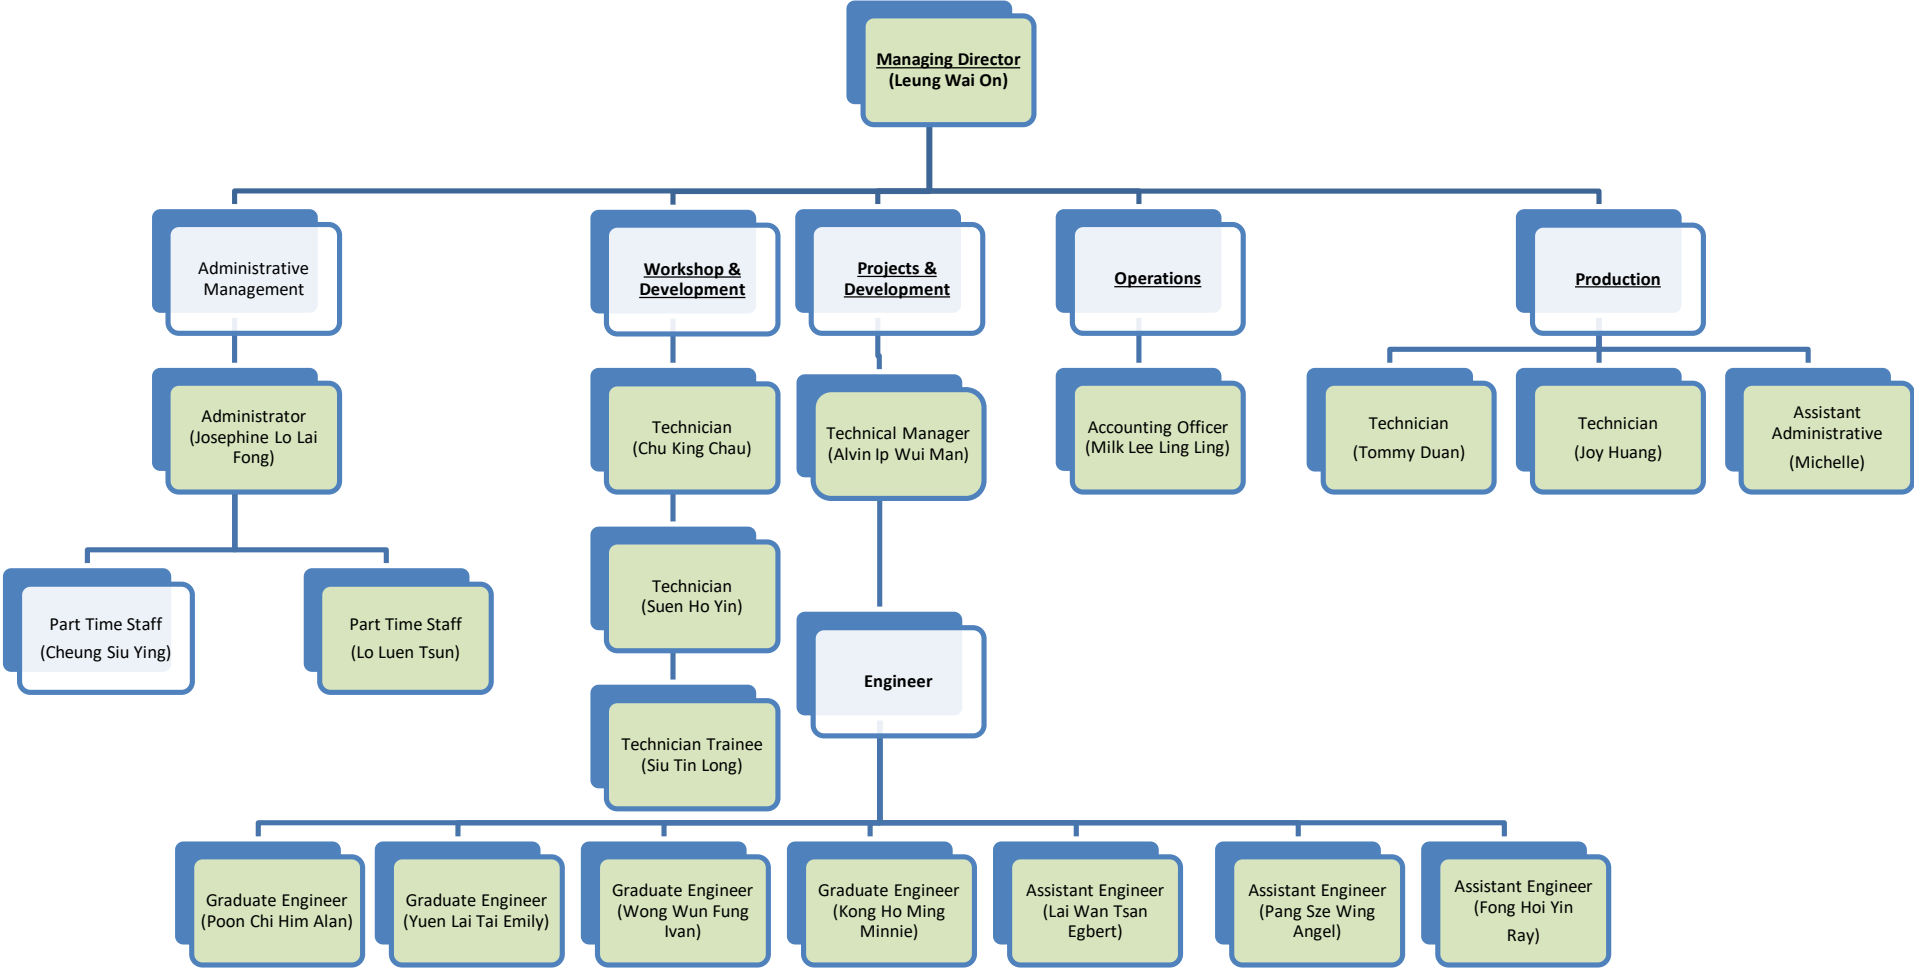 Managing Director
(Leung Wai On)
Administrative
Management
Workshop &
Development
Projects &
Development
Operations
Production
Administrator
(Josephine Lo Lai
Fong)
Technician
(Chu King Chau)
Technical Manager
(Alvin Ip Wui Man)
Accounting Officer
(Milk Lee Ling Ling)
Technician
(Tommy Duan)
Technician
(Joy Huang)
Assistant
Administrative
(Michelle)
Part Time Staff
(Cheung Siu Ying)
Part Time Staff
(Lo Luen Tsun)
Technician
(Suen Ho Yin)
Engineer
Technician Trainee
(Siu Tin Long)
Graduate Engineer
(Poon Chi Him Alan)
Graduate Engineer
(Yuen Lai Tai Emily)
Graduate Engineer
(Wong Wun Fung
Ivan)
Graduate Engineer
(Kong Ho Ming
Minnie)
Assistant Engineer
(Lai Wan Tsan
Egbert)
Assistant Engineer
(Pang Sze Wing
Angel)
Assistant Engineer
(Fong Hoi Yin
Ray)